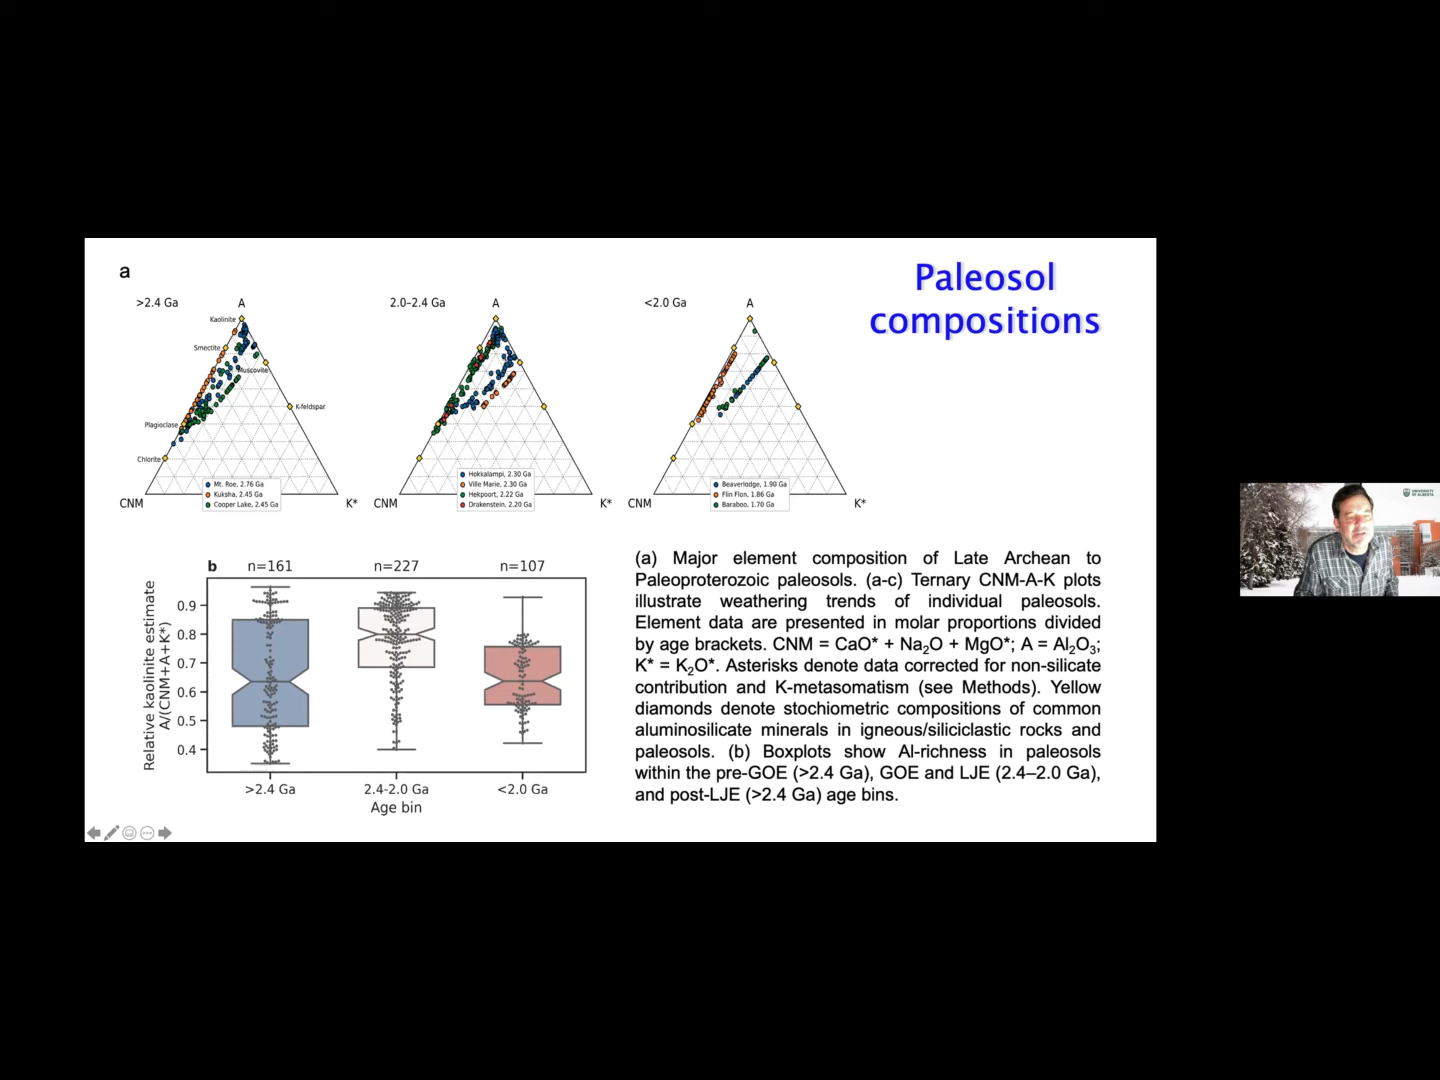 a
Paleosol
compositions
>2.4 Ga
A
Kaolinite
Smectite
Muscovite
K-feldspar
Plagioclase
Chlorite
CNM
K*
Mt. Roe, 2.76 Ga
Kuksha, 2.45 Ga
Cooper Lake, 2.45 Ga
2.0–2.4 Ga
A
CNM
K*
Hokkalampi, 2.30 Ga
Ville Marie, 2.30 Ga
Hekpoort, 2.22 Ga
Drakenstein, 2.20 Ga
<2.0 Ga
A
CNM
K*
Beaverlodge, 1.90 Ga
Flin Flon, 1.86 Ga
Baraboo, 1.70 Ga
b
n=161
n=227
n=107
Relative kaolinite estimate
A/(CNM+A+K*)
0.9
0.8
0.7
0.6
0.5
0.4
>2.4 Ga
2.4-2.0 Ga
<2.0 Ga
Age bin
(a) Major element composition of Late Archean to
Paleoproterozoic paleosols. (a-c) Ternary CNM-A-K plots
illustrate weathering trends of individual paleosols.
Element data are presented in molar proportions divided
by age brackets. CNM = CaO* + Na₂O + MgO*; A = Al₂O₃;
K* = K₂O*. Asterisks denote data corrected for non-silicate
contribution and K-metasomatism (see Methods). Yellow
diamonds denote stochiometric compositions of common
aluminosilicate minerals in igneous/siliciclastic rocks and
paleosols. (b) Boxplots show Al-richness in paleosols
within the pre-GOE (>2.4 Ga), GOE and LJE (2.4–2.0 Ga),
and post-LJE (>2.4 Ga) age bins.
UNIVERSITY
OF ALBERTA